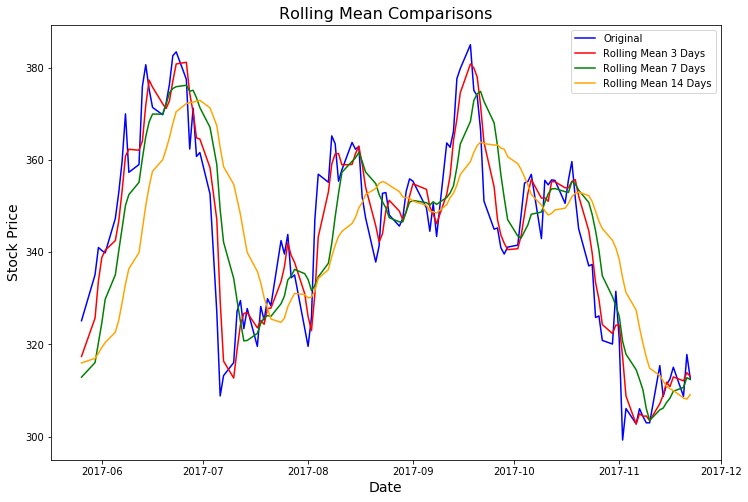 Rolling Mean Comparisons
Original
Rolling Mean 3 Days
Rolling Mean 7 Days
Rolling Mean 14 Days
380
360
340
320
300
Stock Price
2017-06 2017-07 2017-08 2017-09 2017-10 2017-11 2017-12
Date